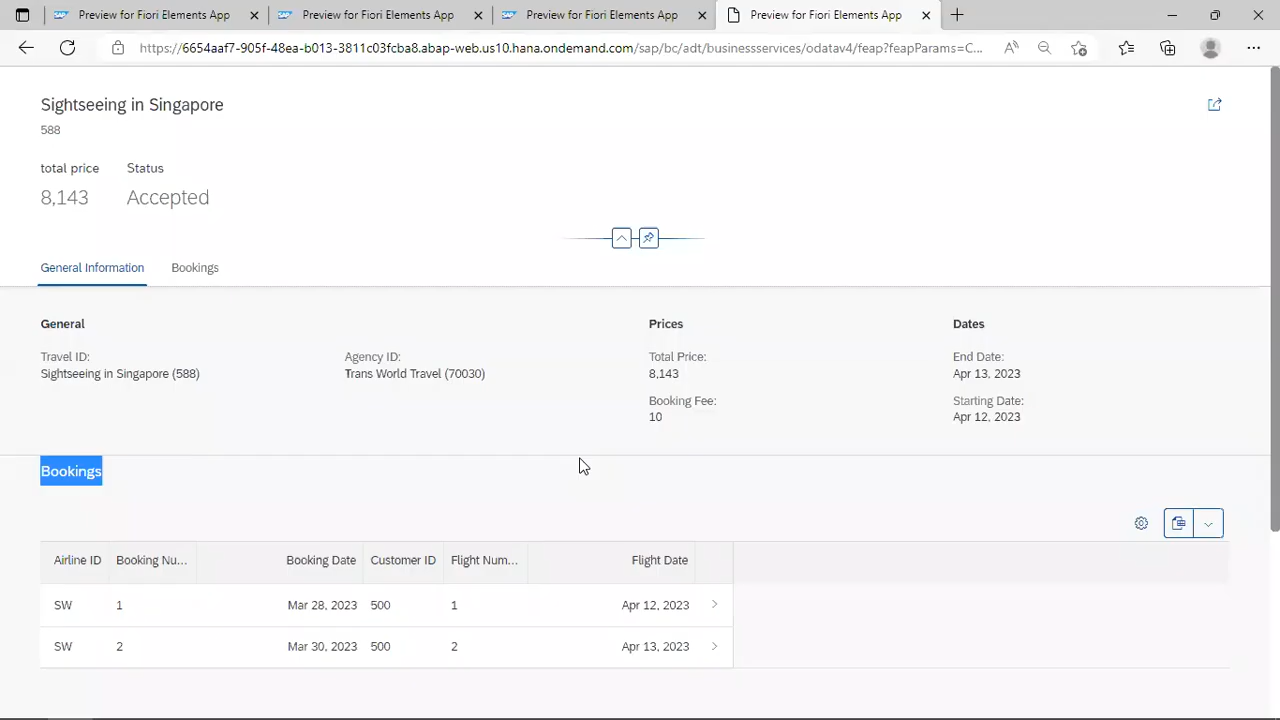 Preview for Fiori Elements App
Preview for Fiori Elements App
Preview for Fiori Elements App
Preview for Fiori Elements App
https://6654aaf7-905f-48ea-b013-3811c03fcba8.abap-web.us10.hana.ondemand.com/sap/bc/adt/businessservices/odatav4/feap?feapParams=C...
Sightseeing in Singapore
588
total price Status
8,143 Accepted
General Information Bookings
General Prices Dates
Travel ID: Agency ID: Total Price: End Date:
Sightseeing in Singapore (588) Trans World Travel (70030) 8,143 Apr 13, 2023
Booking Fee: Starting Date:
10 Apr 12, 2023
Bookings
Airline ID Booking Nu... Booking Date Customer ID Flight Num... Flight Date
SW 1 Mar 28, 2023 500 1 Apr 12, 2023
SW 2 Mar 30, 2023 500 2 Apr 13, 2023